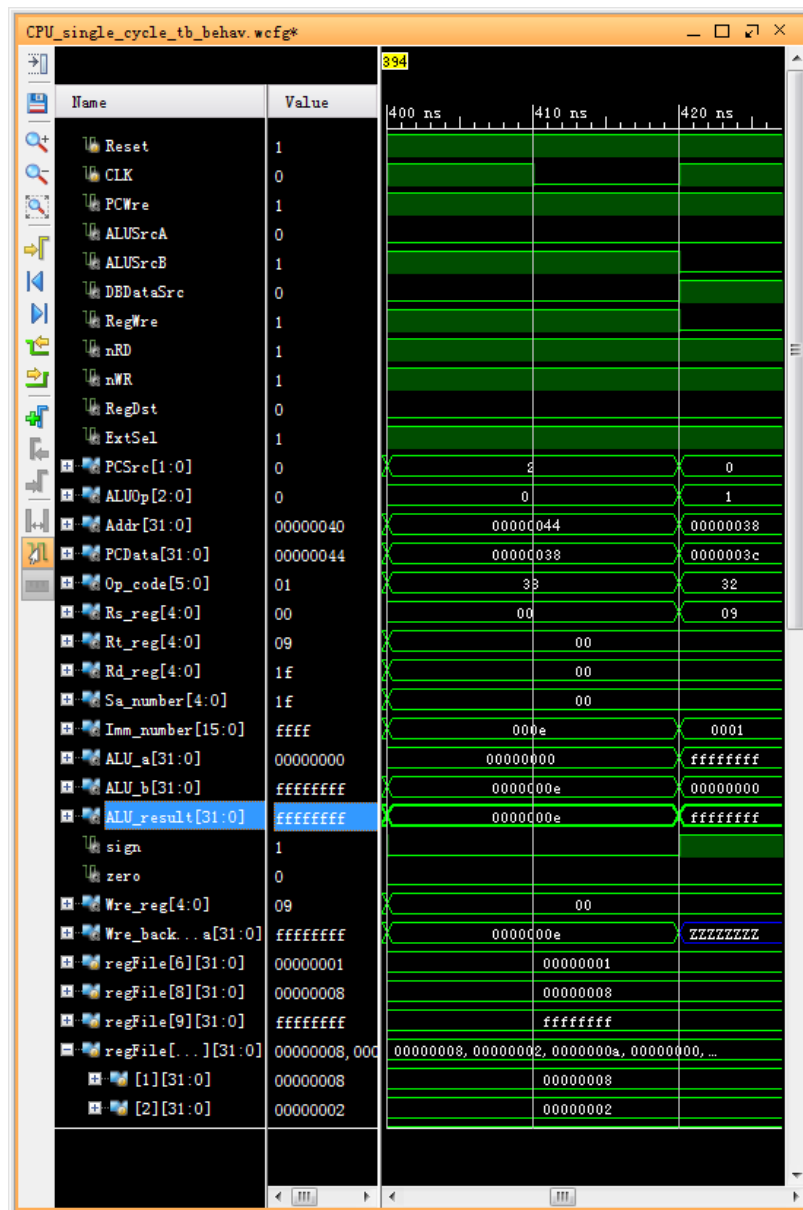 CPU_single_cycle_tb_behav.wcfg*
394
Name Value
400 ns 410 ns 420 ns
Reset 1
CLK 0
PCWre 1
ALUSrcA 0
ALUSrcB 1
DBDataSrc 0
RegWre 1
nRD 1
nWR 1
RegDst 0
ExtSel 1
PCSrc[1:0] 0 2 0
ALUOp[2:0] 0 0 1
Addr[31:0] 00000040 00000044 00000038
PCData[31:0] 00000044 00000038 0000003c
Op_code[5:0] 01 38 32
Rs_reg[4:0] 00 00 09
Rt_reg[4:0] 09 00
Rd_reg[4:0] 1f 00
Sa_number[4:0] 1f 00
Imm_number[15:0] ffff 000e 0001
ALU_a[31:0] 00000000 00000000 ffffffff
ALU_b[31:0] ffffffff 0000000e 00000000
ALU_result[31:0] ffffffff 0000000e ffffffff
sign 1
zero 0
Wre_reg[4:0] 09 00
Wre_back...a[31:0] ffffffff 0000000e ZZZZZZZZ
regFile[6][31:0] 00000001 00000001
regFile[8][31:0] 00000008 00000008
regFile[9][31:0] ffffffff ffffffff
regFile[...][31:0] 00000008,000 00000008,00000002,0000000a,00000000,...
[1][31:0] 00000008 00000008
[2][31:0] 00000002 00000002